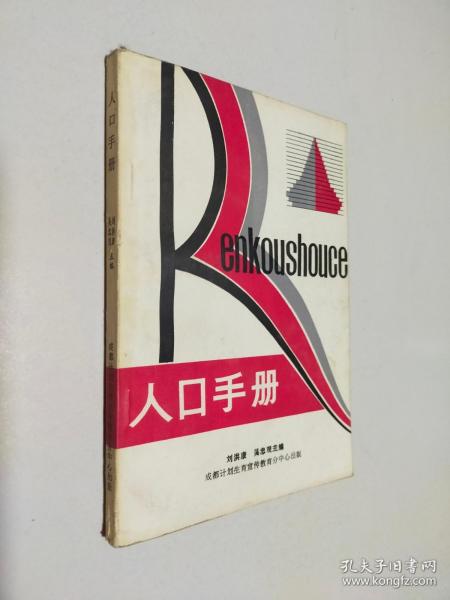 Renkoushouce
人口手册
刘洪康 吴忠观主编
成都计划生育宣传教育分中心出版
人口手册
孔夫子旧书网
www.kongfz.com